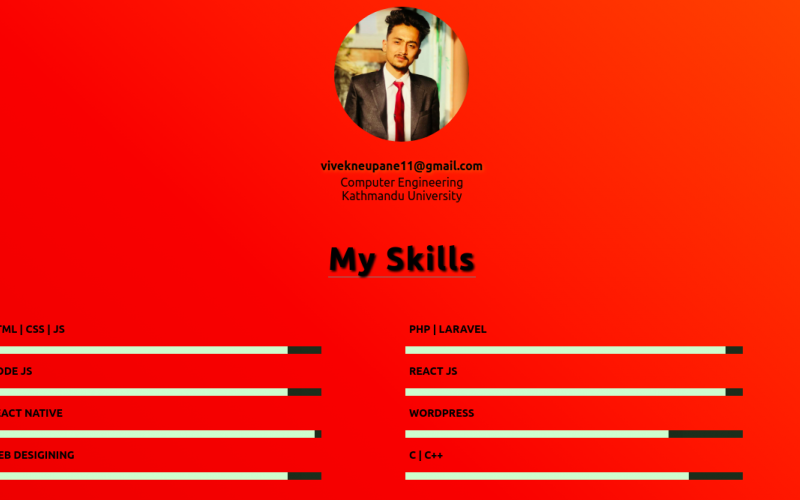 vivekneupane11@gmail.com
Computer Engineering
Kathmandu University
My Skills
TML | CSS | JS
PHP | LARAVEL
ODE JS
REACT JS
EACT NATIVE
WORDPRESS
EB DESIGINING
C | C++